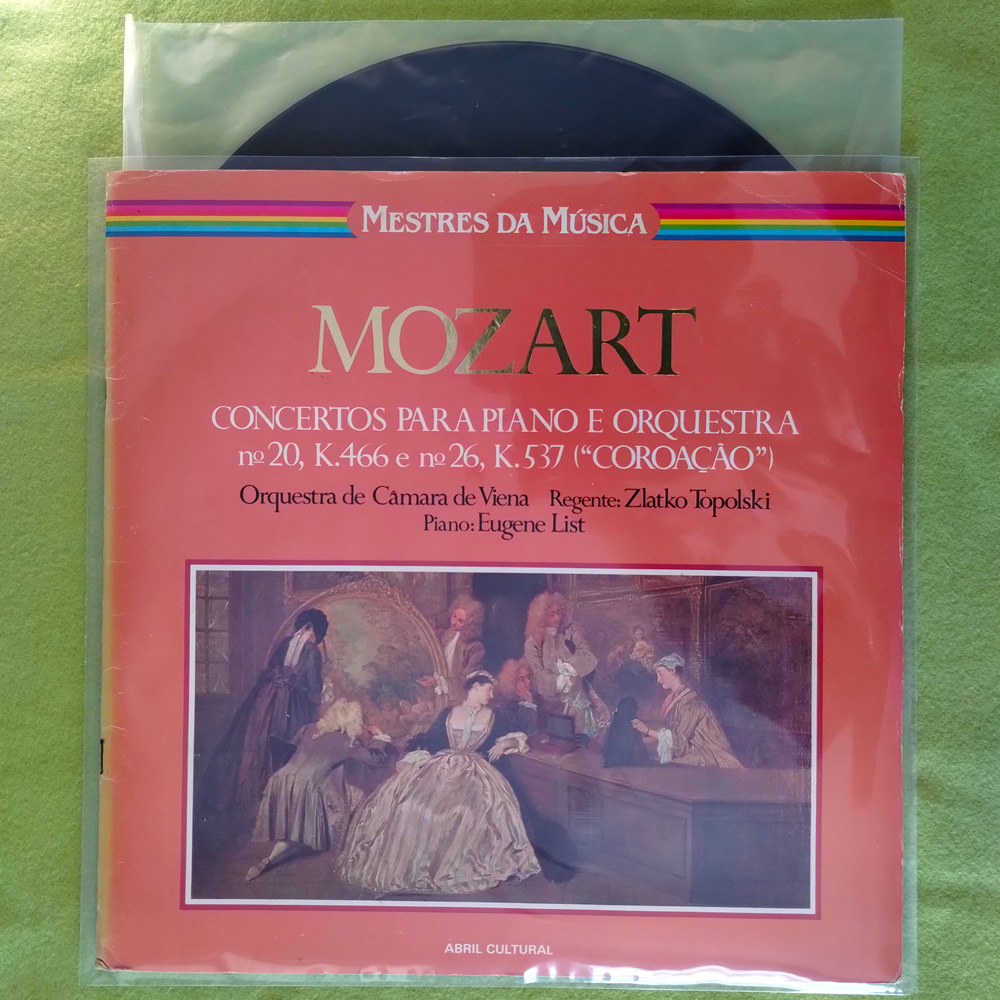 MESTRES DA MÚSICA
MOZART
CONCERTOS PARA PIANO E ORQUESTRA
nº 20, K.466 e nº 26, K.537 (“COROAÇÃO”)
Orquestra de Câmara de Viena Regente: Zlatko Topolski
Piano: Eugene List
ABRIL CULTURAL